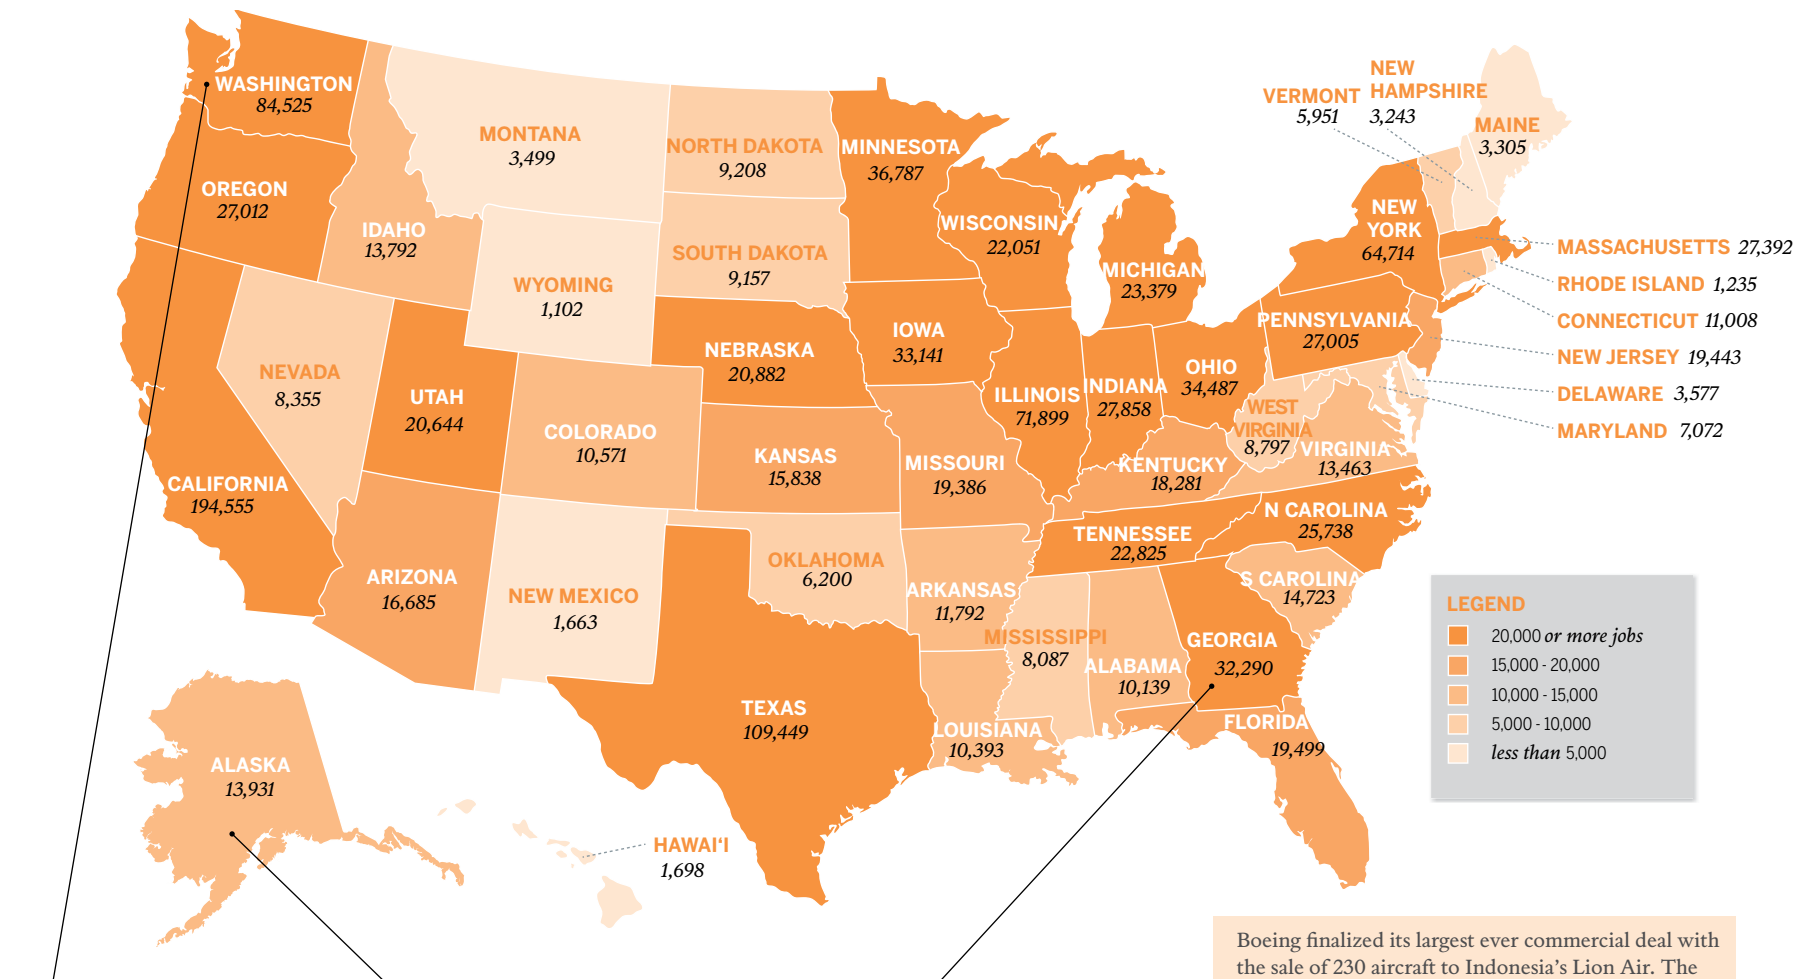 WASHINGTON
84,525
OREGON
27,012
CALIFORNIA
194,555
IDAHO
13,792
NEVADA
8,355
UTAH
20,644
ARIZONA
16,685
MONTANA
3,499
WYOMING
1,102
COLORADO
10,571
NEW MEXICO
1,663
NORTH DAKOTA
9,208
SOUTH DAKOTA
9,157
NEBRASKA
20,882
KANSAS
15,838
OKLAHOMA
6,200
TEXAS
109,449
MINNESOTA
36,787
IOWA
33,141
MISSOURI
19,386
ARKANSAS
11,792
LOUISIANA
10,393
WISCONSIN
22,051
ILLINOIS
71,899
MICHIGAN
23,379
INDIANA
27,858
OHIO
34,487
KENTUCKY
18,281
TENNESSEE
22,825
MISSISSIPPI
8,087
ALABAMA
10,139
GEORGIA
32,290
FLORIDA
19,499
S CAROLINA
14,723
N CAROLINA
25,738
VIRGINIA
13,463
WEST
VIRGINIA
8,797
PENNSYLVANIA
27,005
NEW
YORK
64,714
VERMONT
5,951
NEW
HAMPSHIRE
3,243
MAINE
3,305
MASSACHUSETTS 27,392
RHODE ISLAND 1,235
CONNECTICUT 11,008
NEW JERSEY 19,443
DELAWARE 3,577
MARYLAND 7,072
ALASKA
13,931
HAWAI‘I
1,698
LEGEND
20,000 or more jobs
15,000 - 20,000
10,000 - 15,000
5,000 - 10,000
less than 5,000
Boeing finalized its largest ever commercial deal with
the sale of 230 aircraft to Indonesia’s Lion Air. The